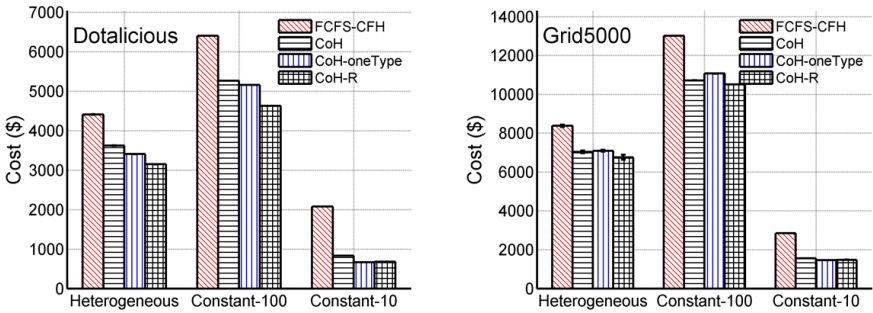 Dotalicious
FCFS-CFH
CoH
CoH-oneType
CoH-R
Cost ($)
7000
6000
5000
4000
3000
2000
1000
0
Heterogeneous Constant-100 Constant-10
Grid5000
FCFS-CFH
CoH
CoH-oneType
CoH-R
Cost ($)
14000
12000
10000
8000
6000
4000
2000
0
Heterogeneous Constant-100 Constant-10